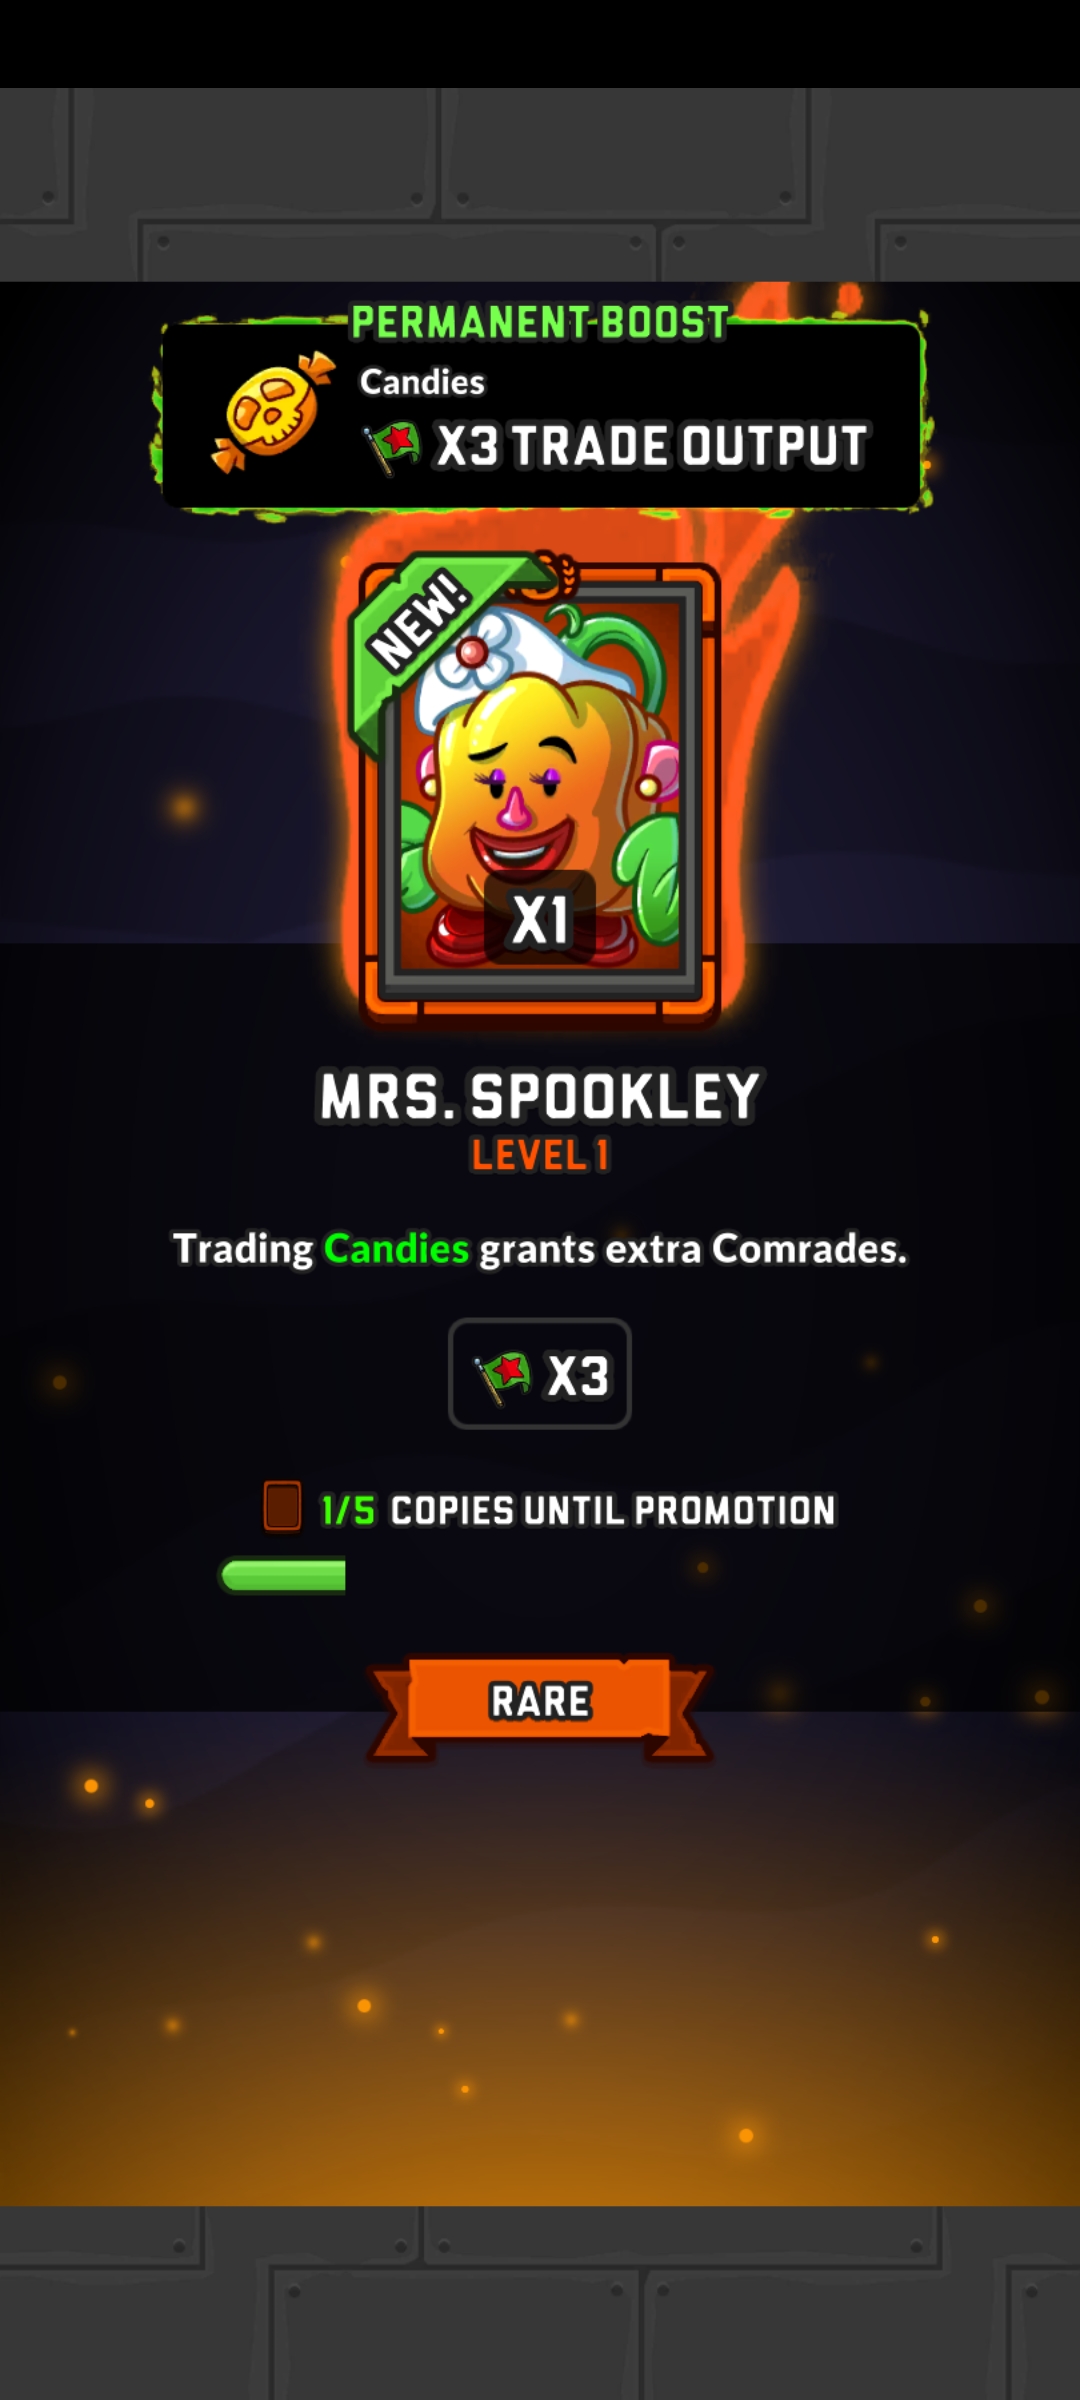 PERMANENT BOOST
Candies
X3 TRADE OUTPUT
NEW!
X1
MRS. SPOOKLEY
LEVEL 1
Trading Candies grants extra Comrades.
X3
1/5 COPIES UNTIL PROMOTION
RARE